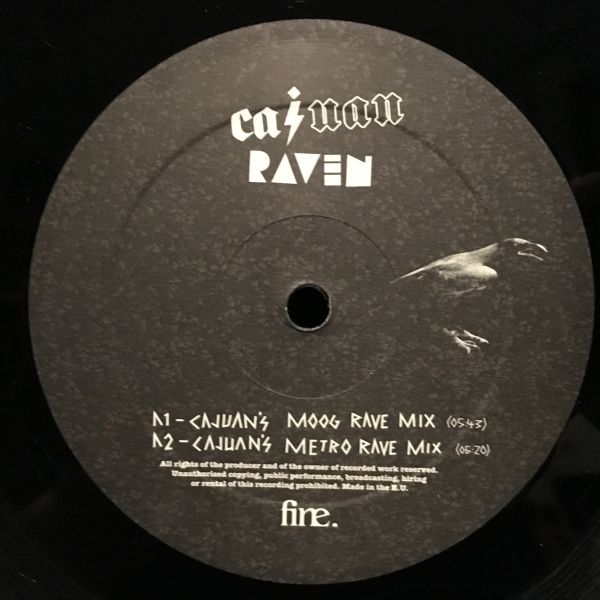 cajuan
RAVEN
A1 - CAJUAN'S MOOG RAVE MIX (05:43)
A2 - CAJUAN'S METRO RAVE MIX (05:20)
All rights of the producer and of the owner of recorded work reserved.
Unauthorised copying, public performance, broadcasting, hiring
or rental of this recording prohibited. Made in the E.U.
fine.